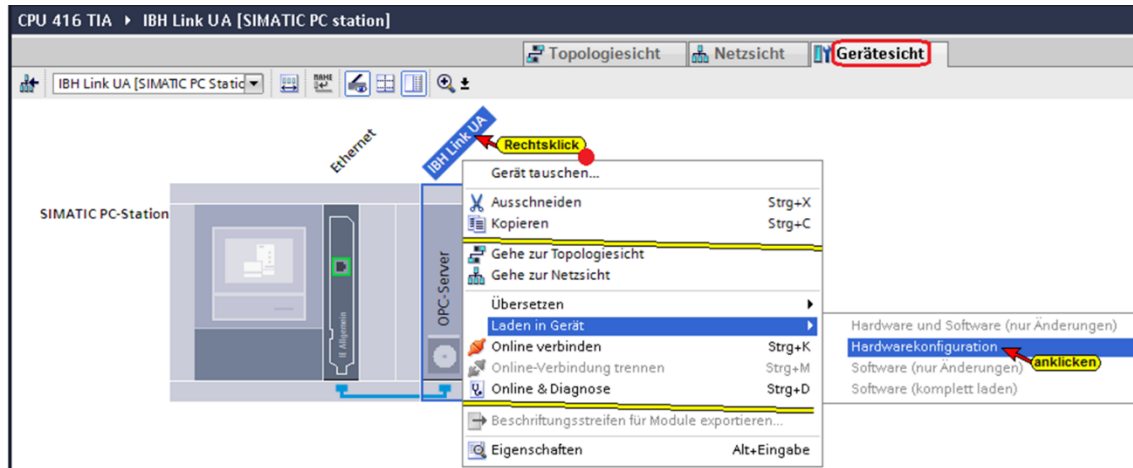 CPU 416 TIA ▸ IBH Link UA [SIMATIC PC station]
Topologiesicht Netzsicht Gerätesicht
IBH Link UA [SIMATIC PC Static
Ethernet
IBH Link UA
Rechtsklick
SIMATIC PC-Station
IE Allgemein
OPC-Server
Gerät tauschen...
Ausschneiden Strg+X
Kopieren Strg+C
Gehe zur Topologiesicht
Gehe zur Netzsicht
Übersetzen
Laden in Gerät
Online verbinden Strg+K
Online-Verbindung trennen Strg+M
Online & Diagnose Strg+D
Beschriftungsstreifen für Module exportieren...
Eigenschaften Alt+Eingabe
Hardware und Software (nur Änderungen)
Hardwarekonfiguration
anklicken
Software (nur Änderungen)
Software (komplett laden)